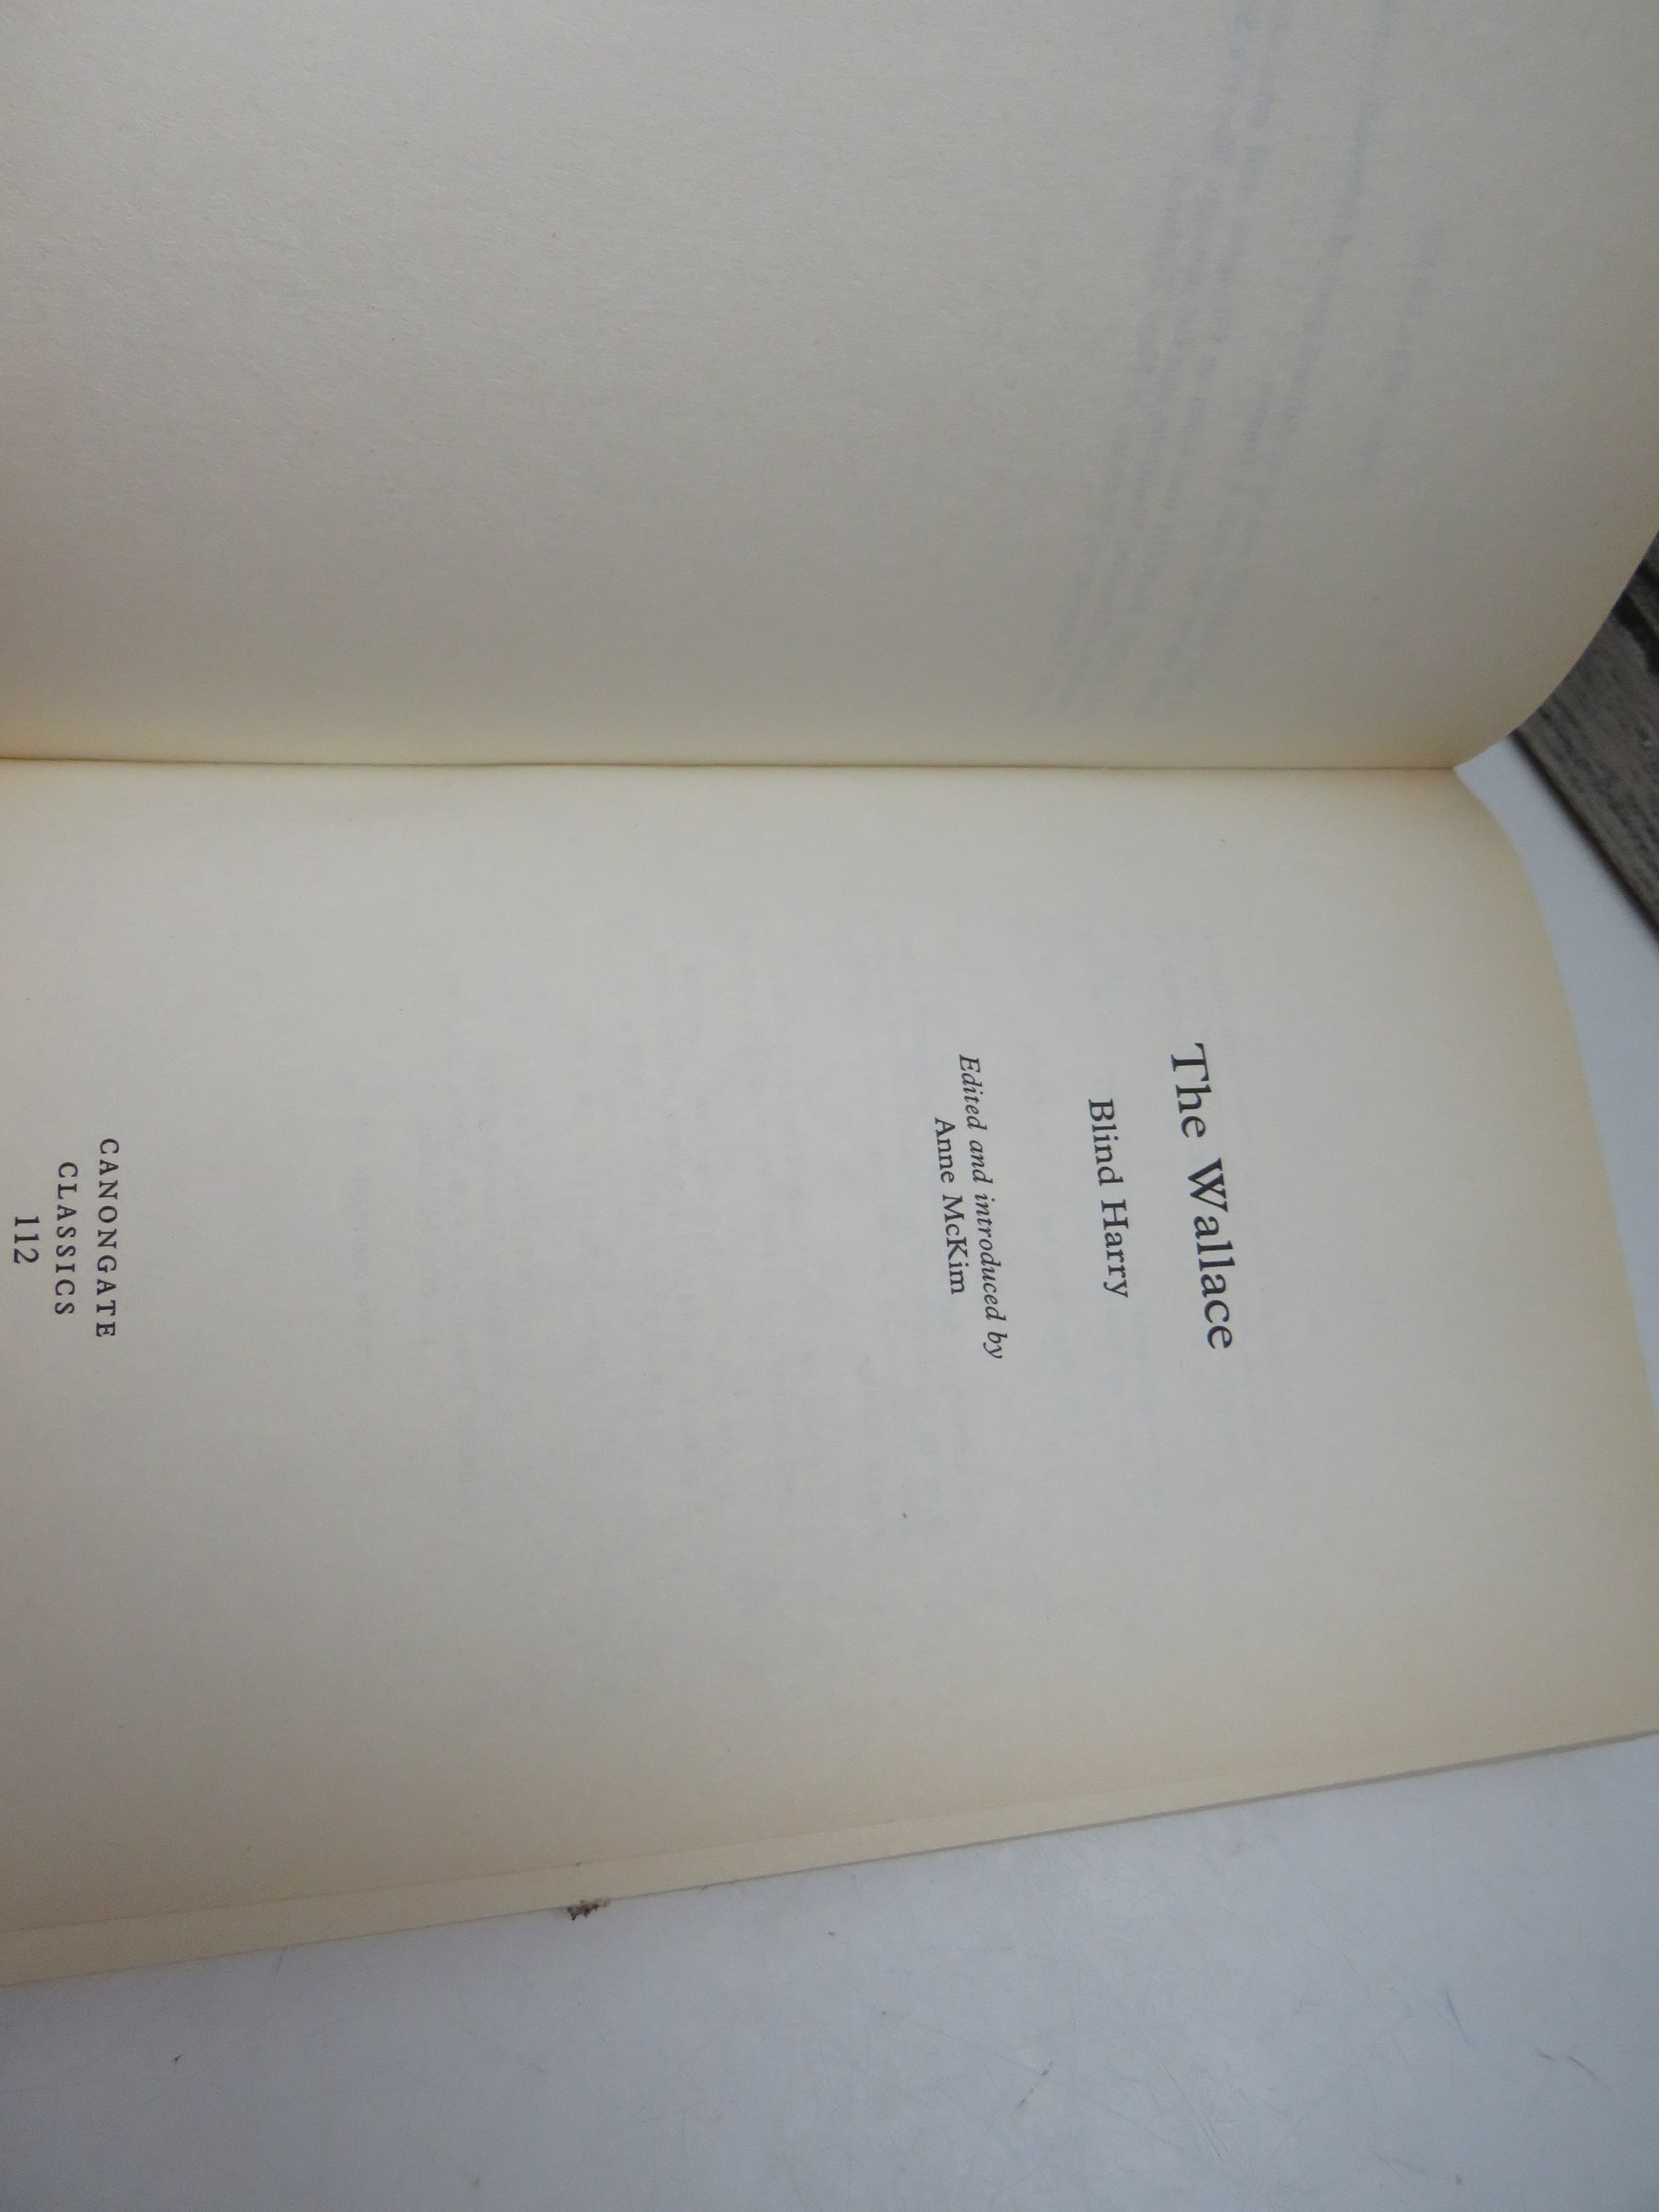 The Wallace
Blind Harry
Edited and introduced by
Anne McKim
CANONGATE
CLASSICS
112